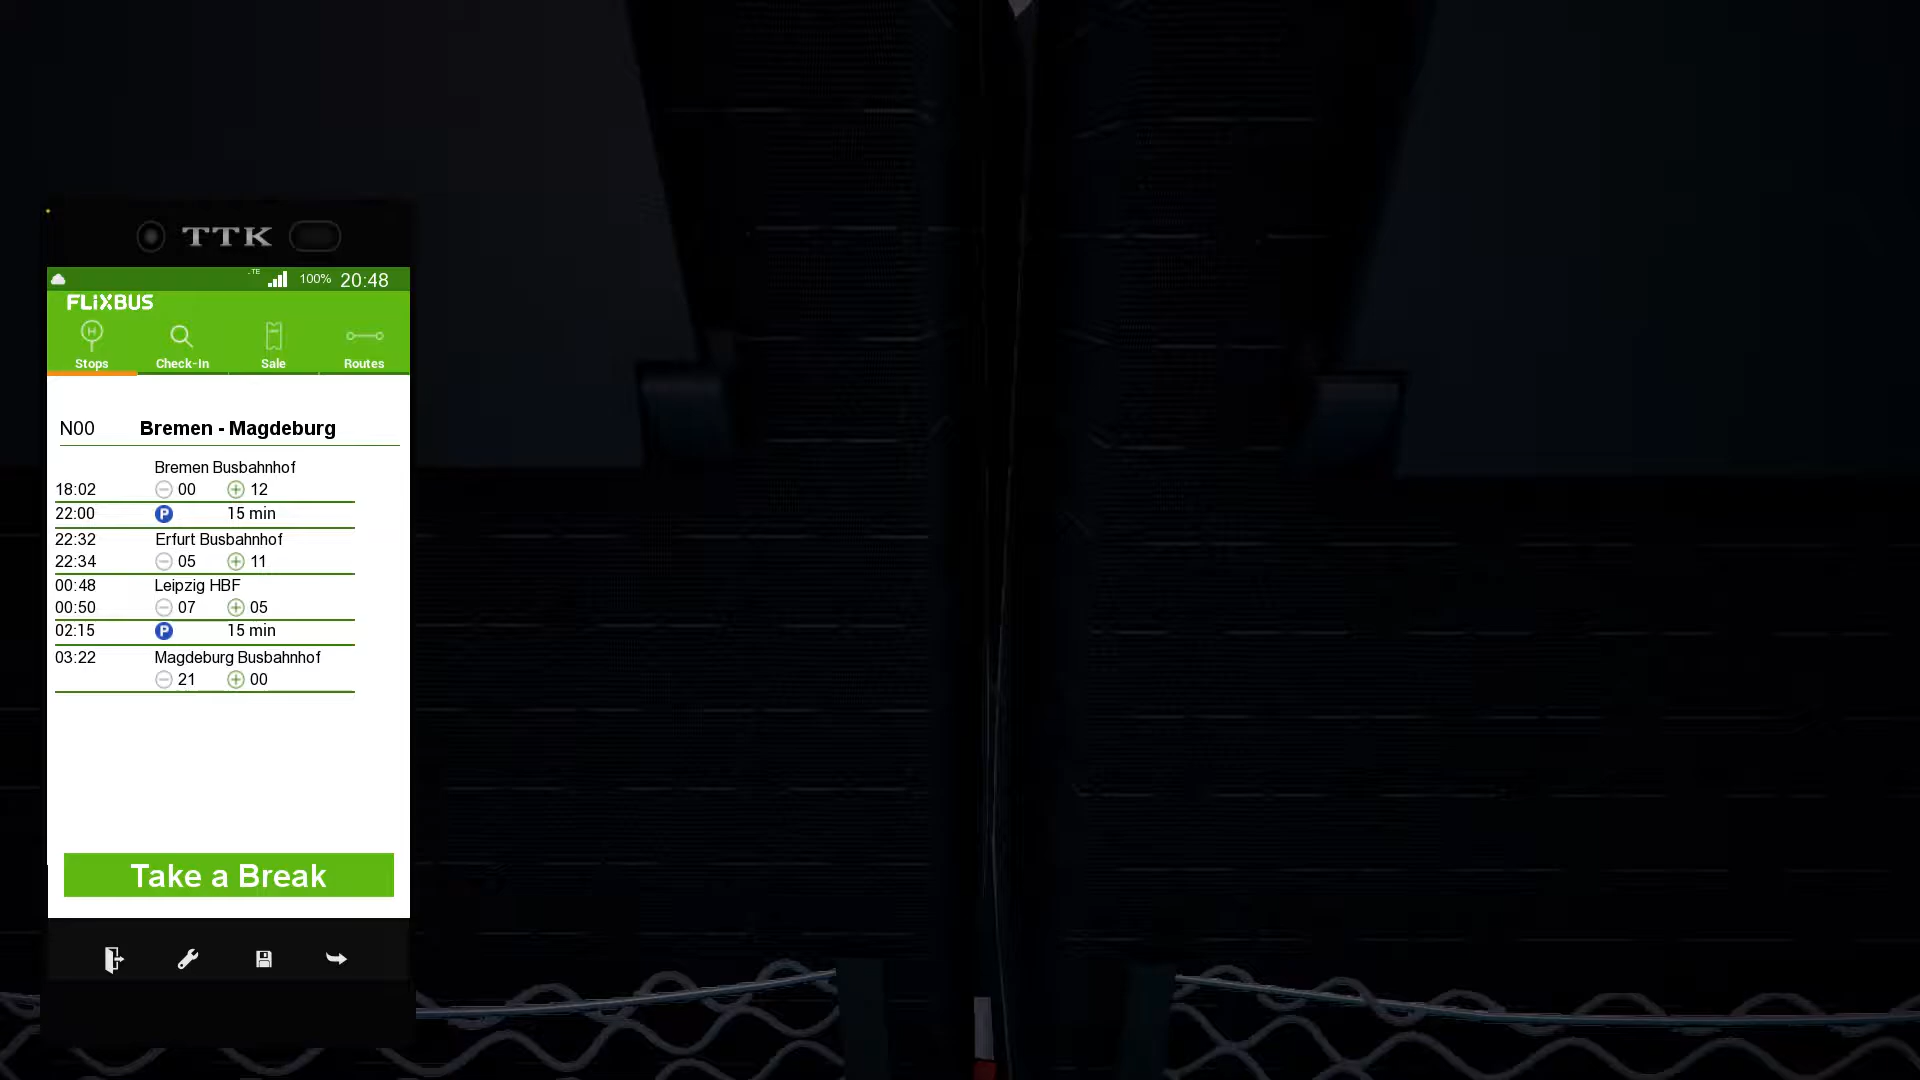 TTK
100% 20:48
FLiXBUS
Stops Check-In Sale Routes
N00 Bremen - Magdeburg
Bremen Busbahnhof
18:02 00 12
22:00 P 15 min
22:32 Erfurt Busbahnhof
22:34 05 11
00:48 Leipzig HBF
00:50 07 05
02:15 P 15 min
03:22 Magdeburg Busbahnhof
21 00
Take a Break